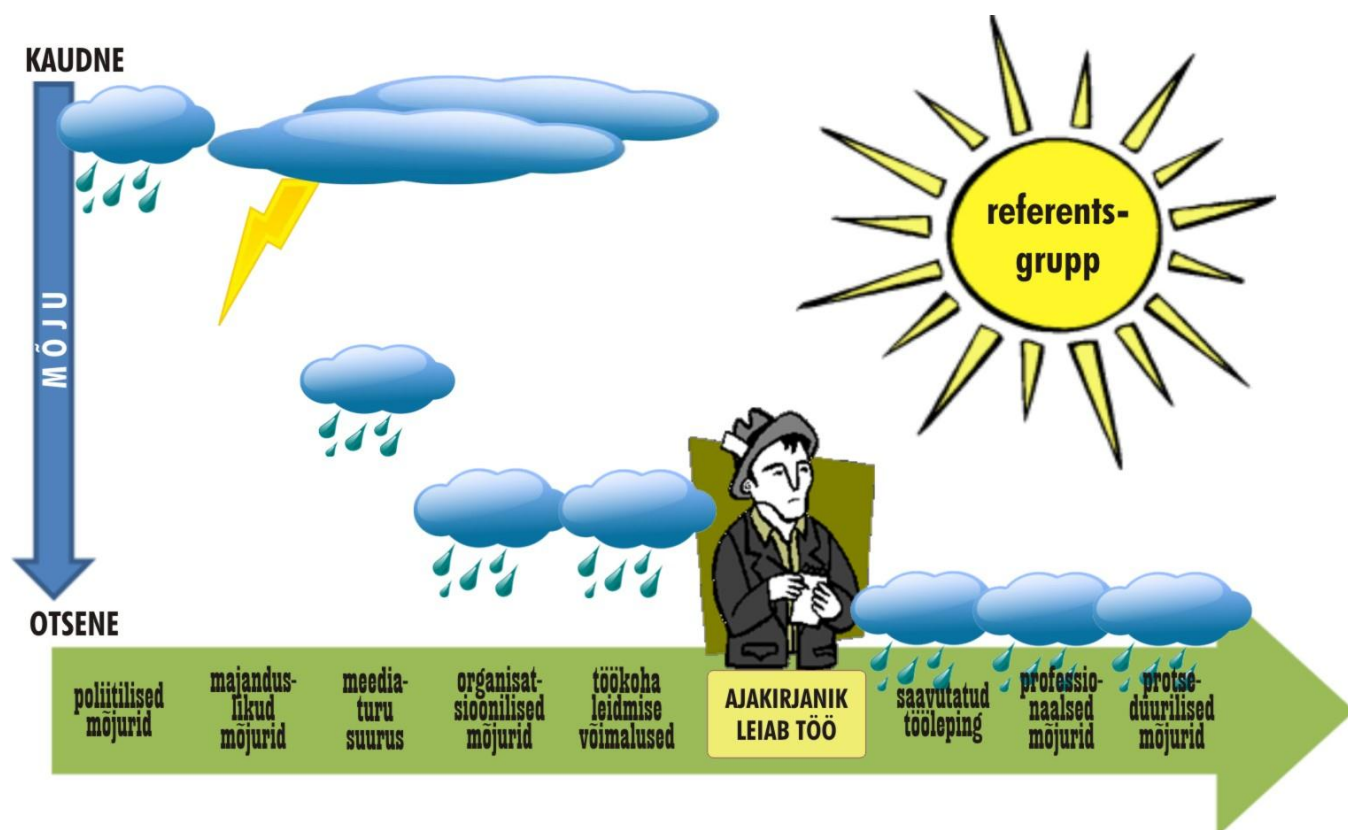 KAUDNE
referents-
grupp
MÕJU
OTSENE
poliitilised
mõjurid
majandus-
likud
mõjurid
meedia-
turu
suurus
organisat-
sioonilised
mõjurid
töökoha
leidmise
võimalused
AJAKIRJANIK
LEIAB TÖÖ
saavutatud
tööleping
professio-
naalsed
mõjurid
protse-
duurilised
mõjurid